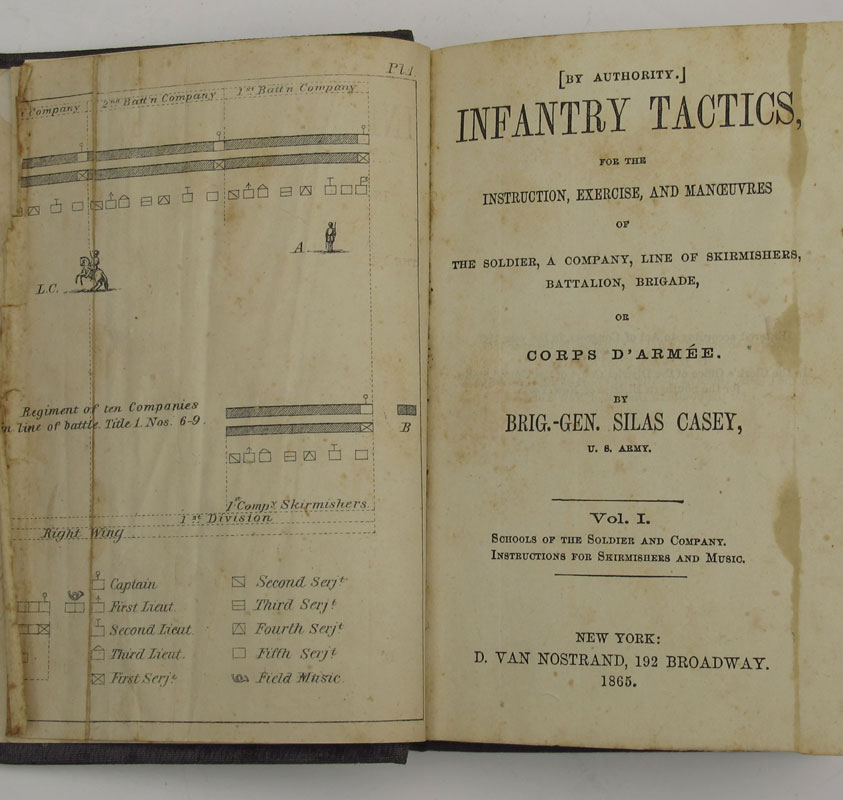 Pl 1.
Company
2nd Batt'n Company
1st Batt'n Company
A
L.C.
Regiment of ten Companies
in line of battle. Title 1. Nos. 6-9.
B
1st Compy Skirmishers.
1st Division
Right Wing
Captain
First Lieut.
Second Lieut.
Third Lieut.
First Serjt.
Second Serjt.
Third Serjt.
Fourth Serjt.
Fifth Serjt.
Field Music.
[BY AUTHORITY.]
INFANTRY TACTICS,
FOR THE
INSTRUCTION, EXERCISE, AND MANŒUVRES
OF
THE SOLDIER, A COMPANY, LINE OF SKIRMISHERS,
BATTALION, BRIGADE,
OR
CORPS D'ARMÉE.
BY
BRIG.-GEN. SILAS CASEY,
U. S. ARMY.
Vol. I.
Schools of the Soldier and Company.
Instructions for Skirmishers and Music.
NEW YORK:
D. VAN NOSTRAND, 192 BROADWAY.
1865.